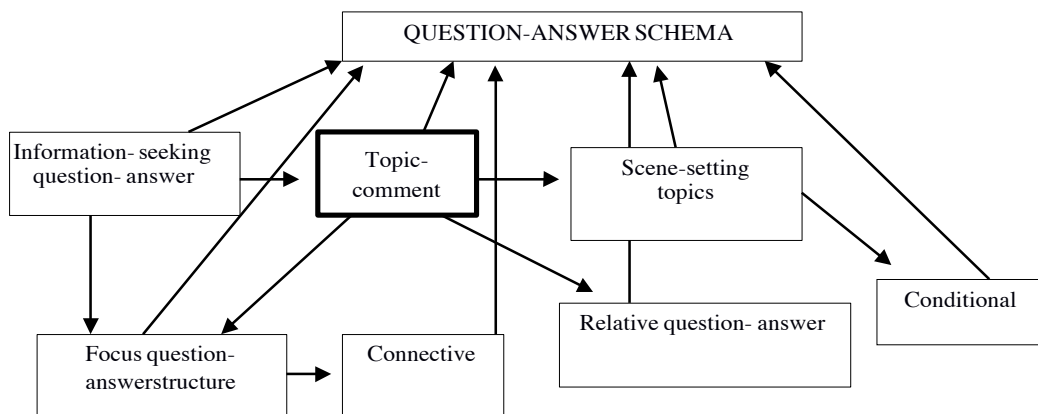 QUESTION-ANSWER SCHEMA
Information- seeking
question- answer
Topic-
comment
Scene-setting
topics
Conditional
Relative question- answer
Focus question-
answerstructure
Connective